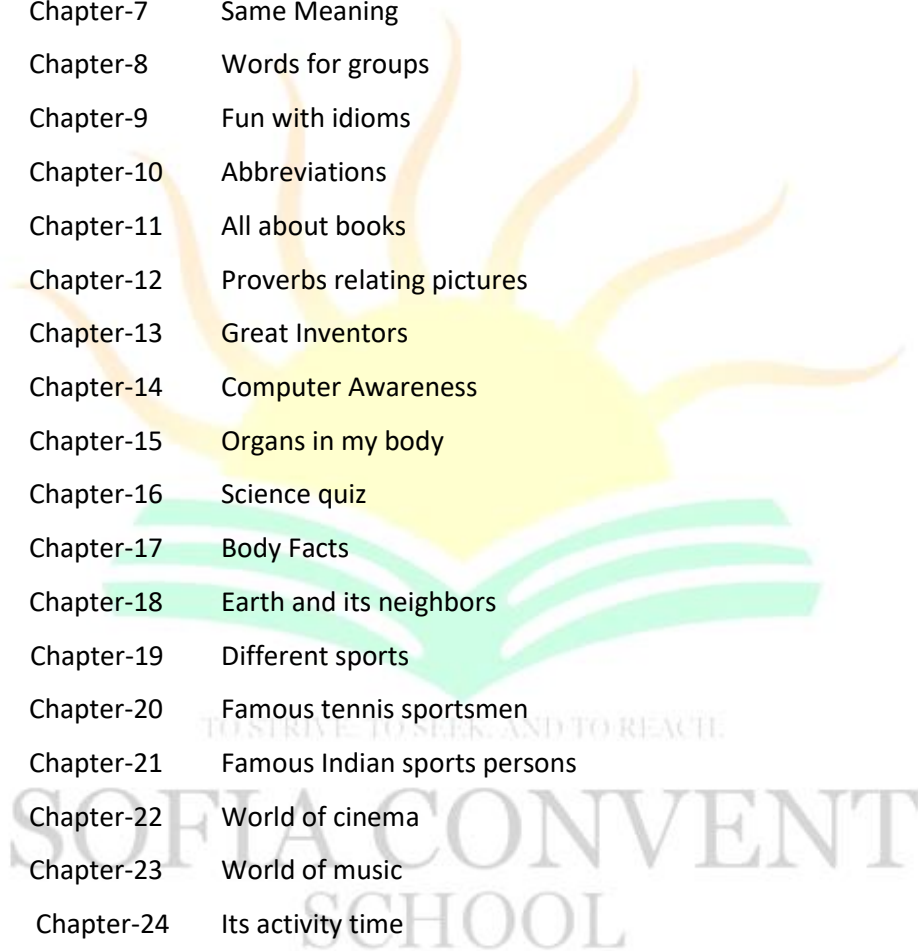 Chapter-7 Same Meaning
Chapter-8 Words for groups
Chapter-9 Fun with idioms
Chapter-10 Abbreviations
Chapter-11 All about books
Chapter-12 Proverbs relating pictures
Chapter-13 Great Inventors
Chapter-14 Computer Awareness
Chapter-15 Organs in my body
Chapter-16 Science quiz
Chapter-17 Body Facts
Chapter-18 Earth and its neighbors
Chapter-19 Different sports
Chapter-20 Famous tennis sportsmen
TO STRIVE, TO SEEK, AND TO REACH.
Chapter-21 Famous Indian sports persons
SOFIA CONVENT
Chapter-22 World of cinema
Chapter-23 World of music
SCHOOL
Chapter-24 Its activity time